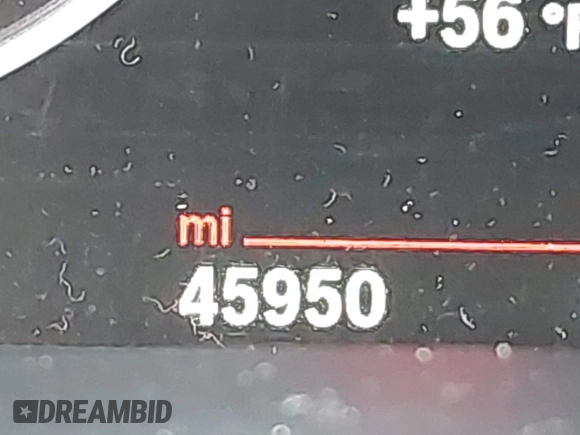 +56 °F
mi
45950
DREAMBID